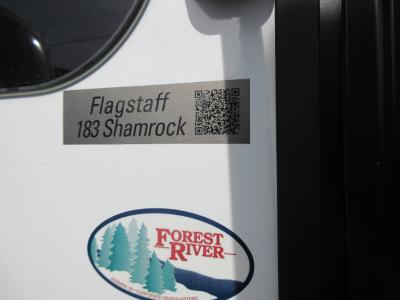 Flagstaff
183 Shamrock
FOREST
RIVER